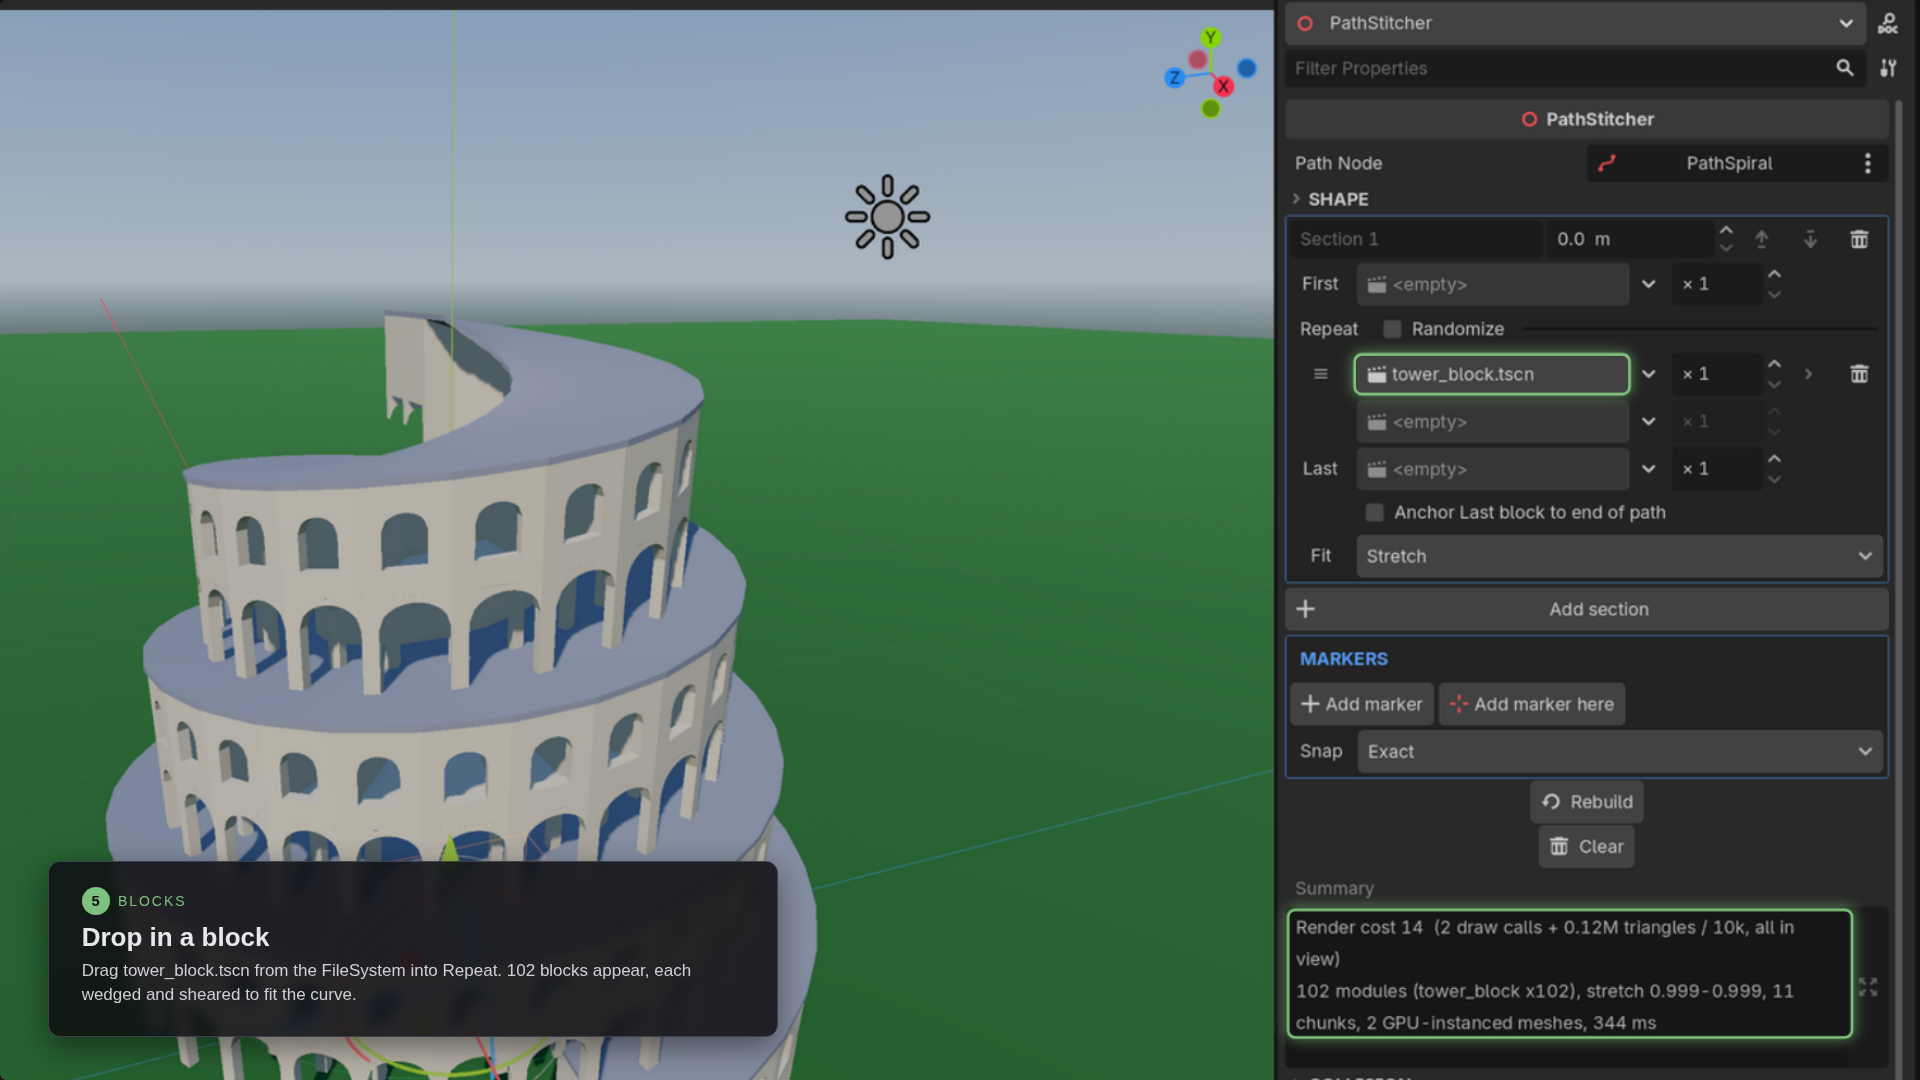 Y
Z
X
5 BLOCKS
Drop in a block
Drag tower_block.tscn from the FileSystem into Repeat. 102 blocks appear, each
wedged and sheared to fit the curve.
PathStitcher
DOC
Filter Properties
PathStitcher
Path Node PathSpiral
SHAPE
Section 1 0.0 m
First <empty> × 1
Repeat Randomize
tower_block.tscn × 1
<empty> × 1
Last <empty> × 1
Anchor Last block to end of path
Fit Stretch
Add section
MARKERS
Add marker Add marker here
Snap Exact
Rebuild
Clear
Summary
Render cost 14 (2 draw calls + 0.12M triangles / 10k, all in
view)
102 modules (tower_block x102), stretch 0.999-0.999, 11
chunks, 2 GPU-instanced meshes, 344 ms